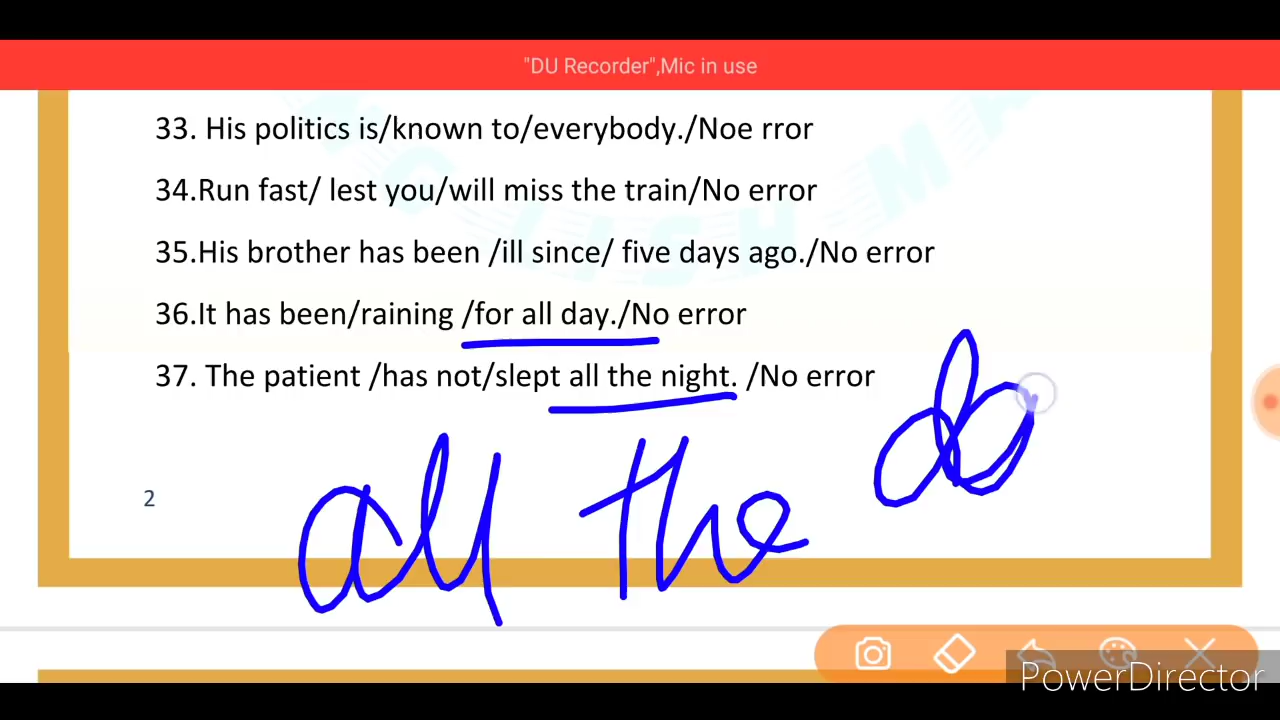 "DU Recorder",Mic in use
33. His politics is/known to/everybody./Noe rror
34.Run fast/ lest you/will miss the train/No error
35.His brother has been /ill since/ five days ago./No error
36.It has been/raining /for all day./No error
37. The patient /has not/slept all the night. /No error
all the
2
PowerDirector